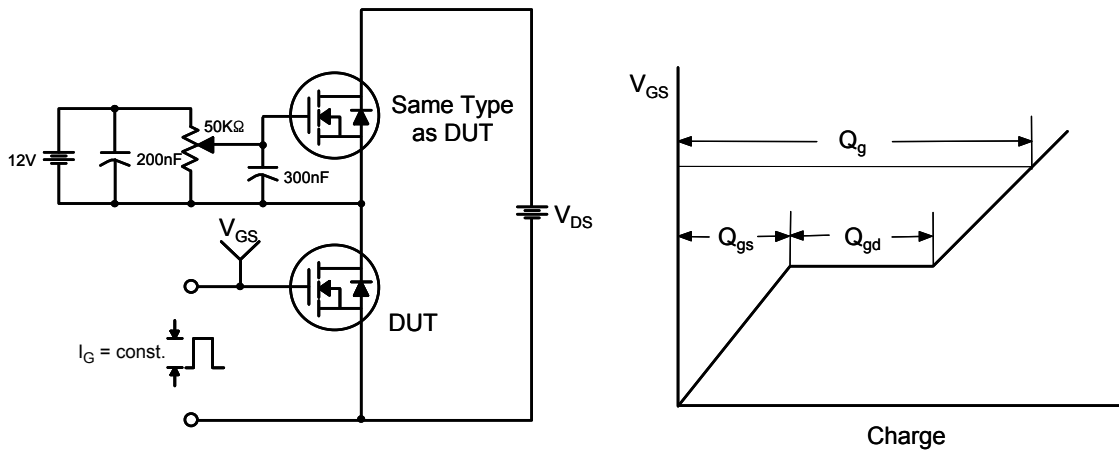 50KΩ
12V
200nF
300nF
Same Type
as DUT
V_DS
V_GS
DUT
I_G = const.
V_GS
Q_g
Q_gs
Q_gd
Charge